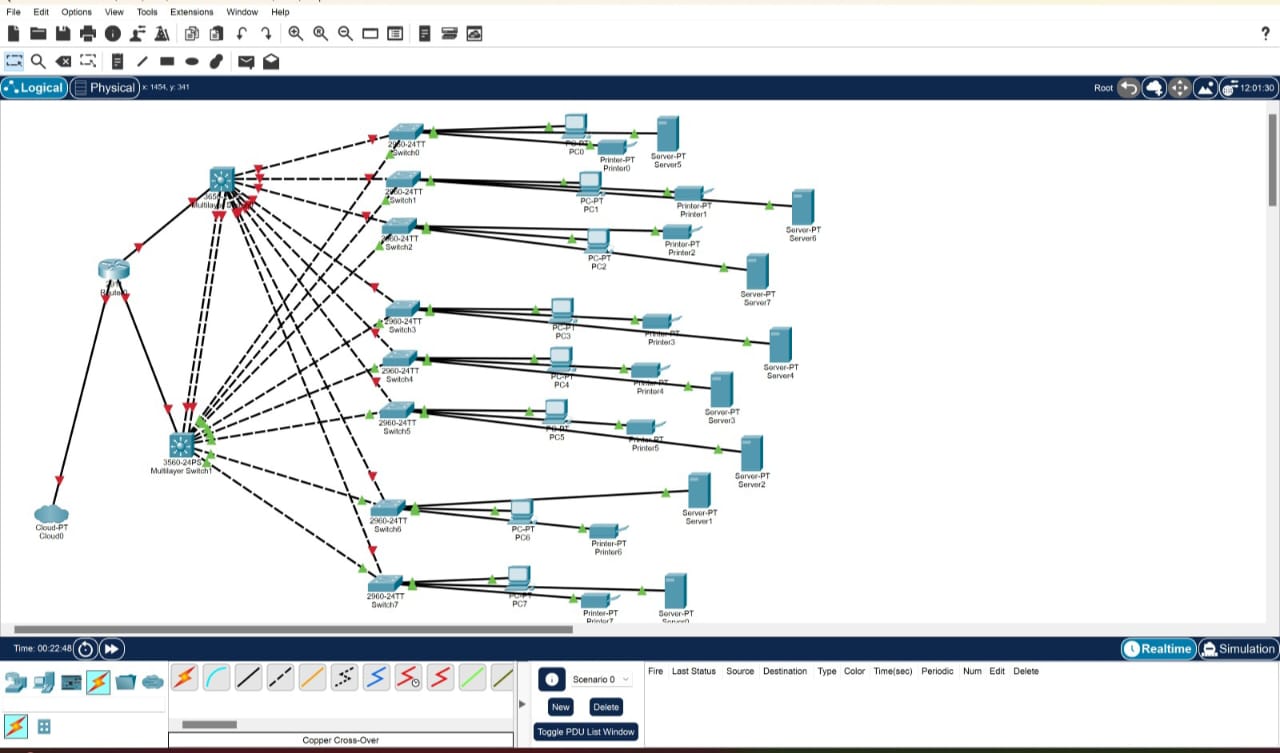 File Edit Options View Tools Extensions Window Help
?
Logical Physical x: 1454, y: 341 Root 12:01:30
2960-24TT
Switch0
PC0
Printer-PT
Printer0
Server-PT
Server5
2960-24TT
Switch1
PC-PT
PC1
Printer-PT
Printer1
Server-PT
Server6
2960-24TT
Switch2
PC-PT
PC2
Printer-PT
Printer2
Server-PT
Server7
2960-24TT
Switch3
PC-PT
PC3
Printer-PT
Printer3
Server-PT
Server4
2960-24TT
Switch4
PC-PT
PC4
Printer-PT
Printer4
Server-PT
Server3
2960-24TT
Switch5
PC-PT
PC5
Printer-PT
Printer5
Server-PT
Server2
3560-24PS
Multilayer Switch1
Cloud-PT
Cloud0
2960-24TT
Switch6
PC-PT
PC6
Printer-PT
Printer6
Server-PT
Server1
2960-24TT
Switch7
PC-PT
PC7
Printer-PT
Printer7
Server-PT
Server0
Time: 00:22:48 Realtime Simulation
Scenario 0
New Delete
Toggle PDU List Window
Fire Last Status Source Destination Type Color Time(sec) Periodic Num Edit Delete
Copper Cross-Over